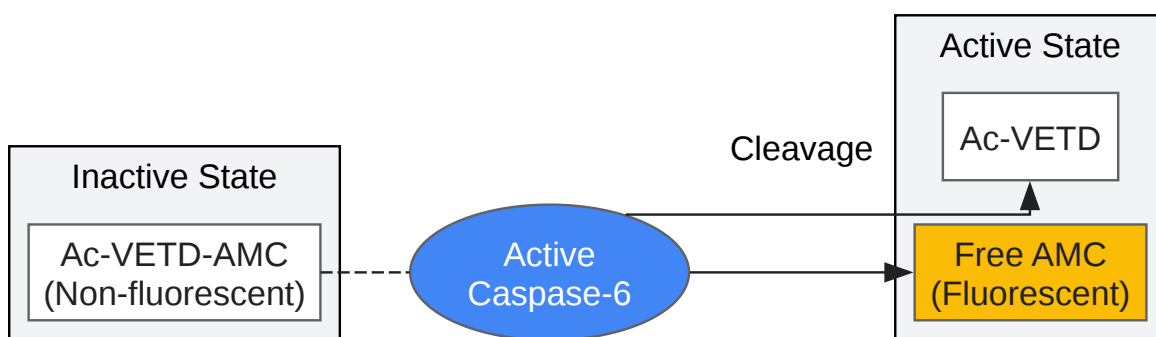 Inactive State
Ac-VETD-AMC
(Non-fluorescent)
Active
Caspase-6
Cleavage
Active State
Ac-VETD
Free AMC
(Fluorescent)